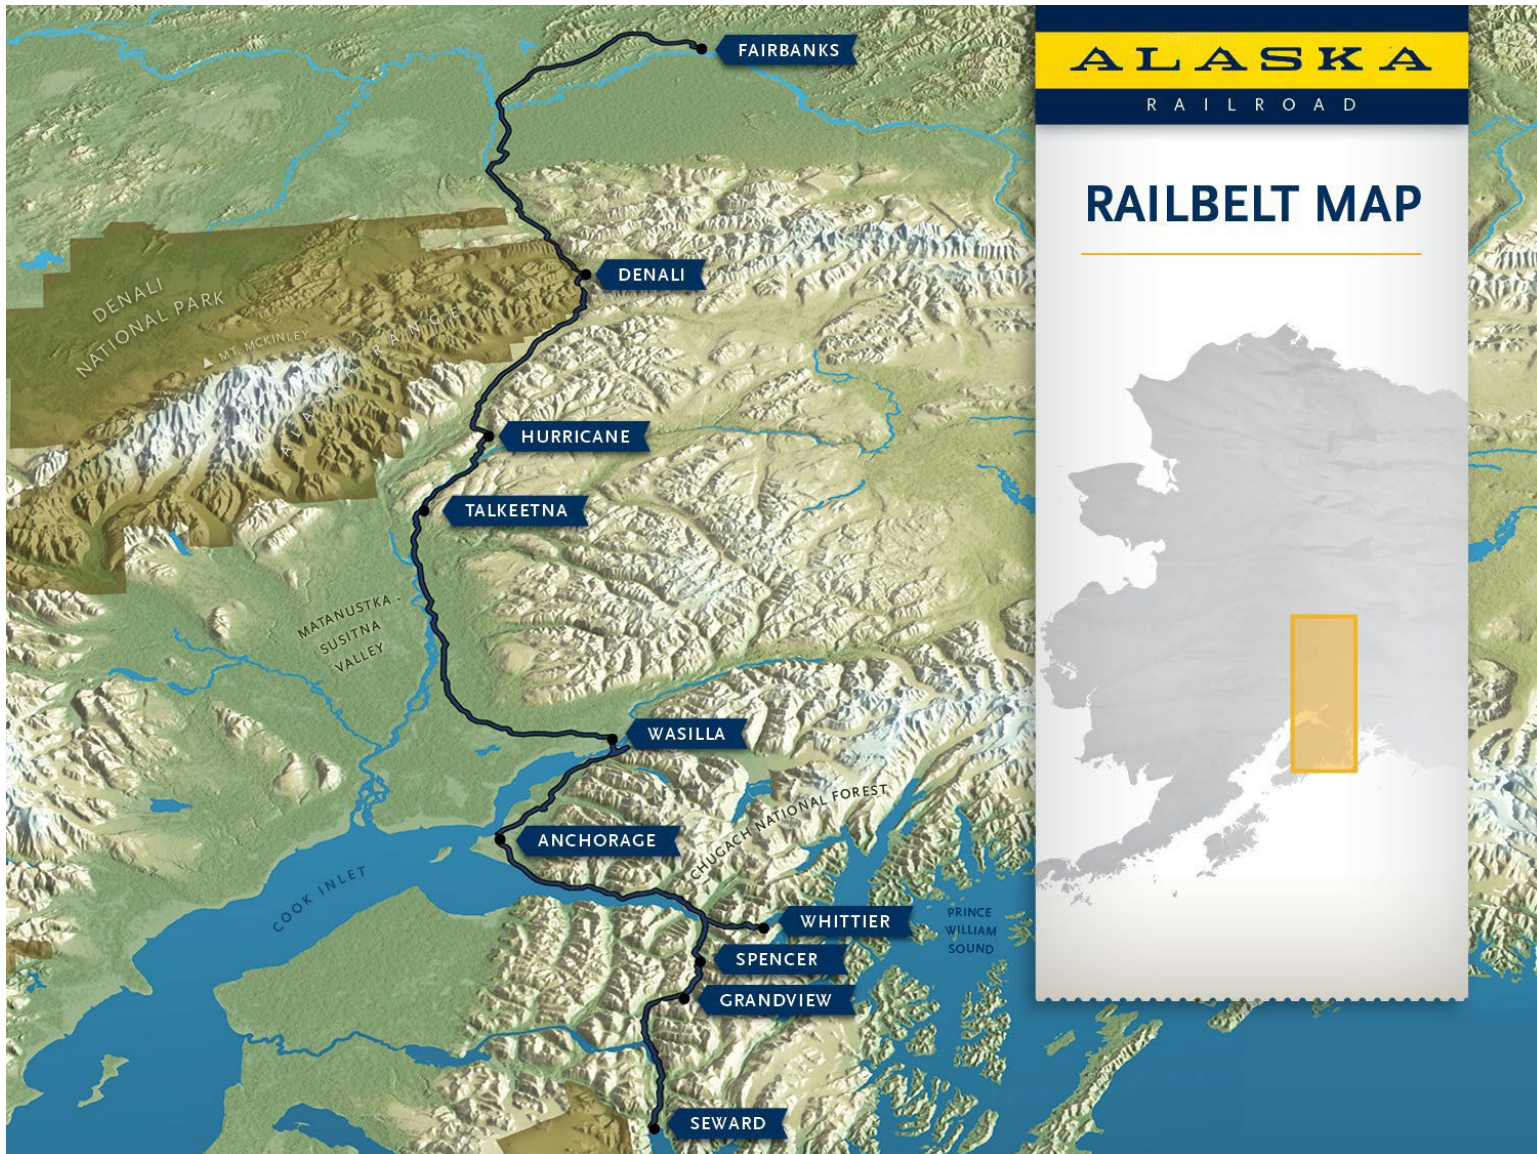 ALASKA
RAILROAD
RAILBELT MAP
FAIRBANKS
DENALI
DENALI
NATIONAL PARK
MT. MCKINLEY
ALASKA RANGE
HURRICANE
TALKEETNA
MATANUSTKA -
SUSITNA
VALLEY
WASILLA
CHUGACH NATIONAL FOREST
ANCHORAGE
COOK INLET
WHITTIER
PRINCE
WILLIAM
SOUND
SPENCER
GRANDVIEW
SEWARD